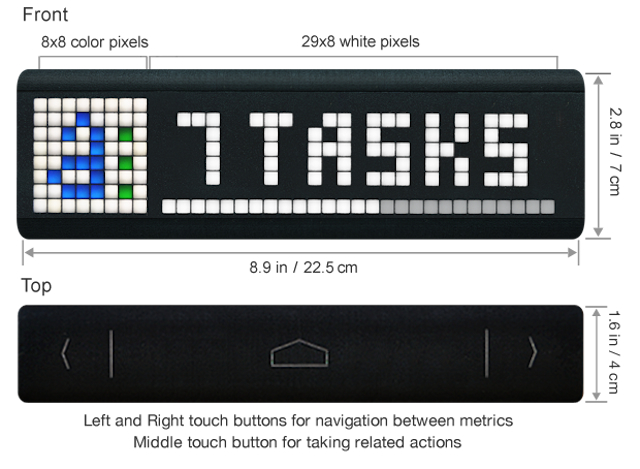 Front
8x8 color pixels
29x8 white pixels
a:
7 TASKS
2.8 in / 7 cm
8.9 in / 22.5 cm
Top
1.6 in / 4 cm
Left and Right touch buttons for navigation between metrics
Middle touch button for taking related actions